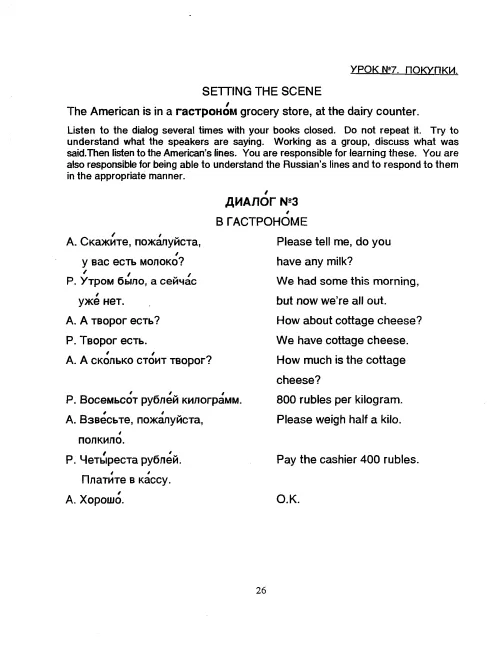 УРОК №7. ПОКУПКИ.
SETTING THE SCENE
The American is in a гастроно́м grocery store, at the dairy counter.
Listen to the dialog several times with your books closed. Do not repeat it. Try to
understand what the speakers are saying. Working as a group, discuss what was
said.Then listen to the American's lines. You are responsible for learning these. You are
also responsible for being able to understand the Russian's lines and to respond to them
in the appropriate manner.
ДИАЛО́Г №3
В ГАСТРОНО́МЕ
А. Скажи́те, пожа́луйста, Please tell me, do you
у вас есть молоко́? have any milk?
Р. У́тром бы́ло, а сейча́с We had some this morning,
уже́ нет. but now we're all out.
А. А творог есть? How about cottage cheese?
Р. Творог есть. We have cottage cheese.
А. А ско́лько сто́ит творог? How much is the cottage
cheese?
Р. Восемьсо́т рубле́й килогра́мм. 800 rubles per kilogram.
А. Взве́сьте, пожа́луйста, Please weigh half a kilo.
полкило́.
Р. Четы́реста рубле́й. Pay the cashier 400 rubles.
Плати́те в ка́ссу.
А. Хорошо́. O.K.
26